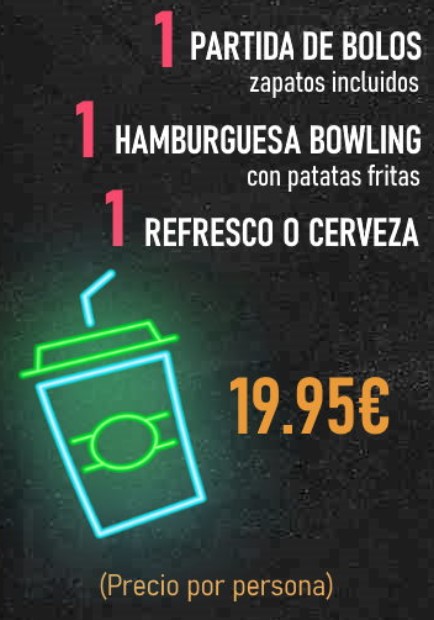 1 PARTIDA DE BOLOS
zapatos incluidos
1 HAMBURGUESA BOWLING
con patatas fritas
1 REFRESCO O CERVEZA
19.95€
(Precio por persona)